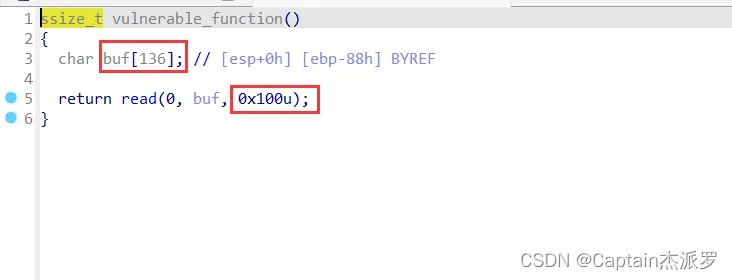 1 ssize_t vulnerable_function()
2 {
3 char buf[136]; // [esp+0h] [ebp-88h] BYREF
4
5 return read(0, buf, 0x100u);
6 }
CSDN @Captain杰派罗